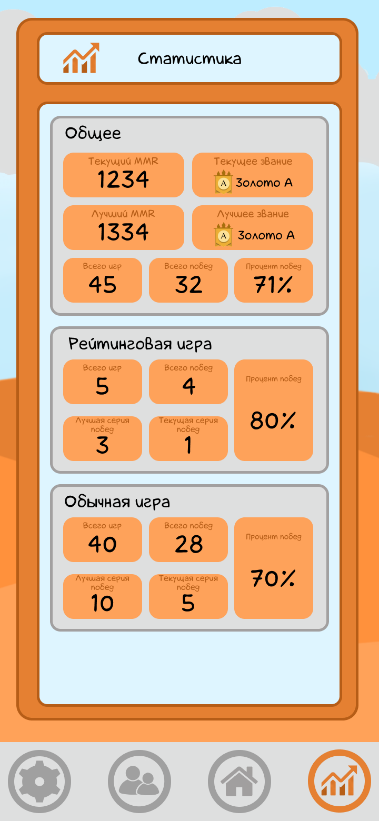 Статистика
Общее
Текущий MMR
1234
Текущее звание
A
Золото А
Лучший MMR
1334
Лучшее звание
A
Золото А
Всего игр
45
Всего побед
32
Процент побед
71%
Рейтинговая игра
Всего игр
5
Всего побед
4
Процент побед
80%
Лучшая серия
побед
3
Текущая серия
побед
1
Обычная игра
Всего игр
40
Всего побед
28
Процент побед
70%
Лучшая серия
побед
10
Текущая серия
побед
5